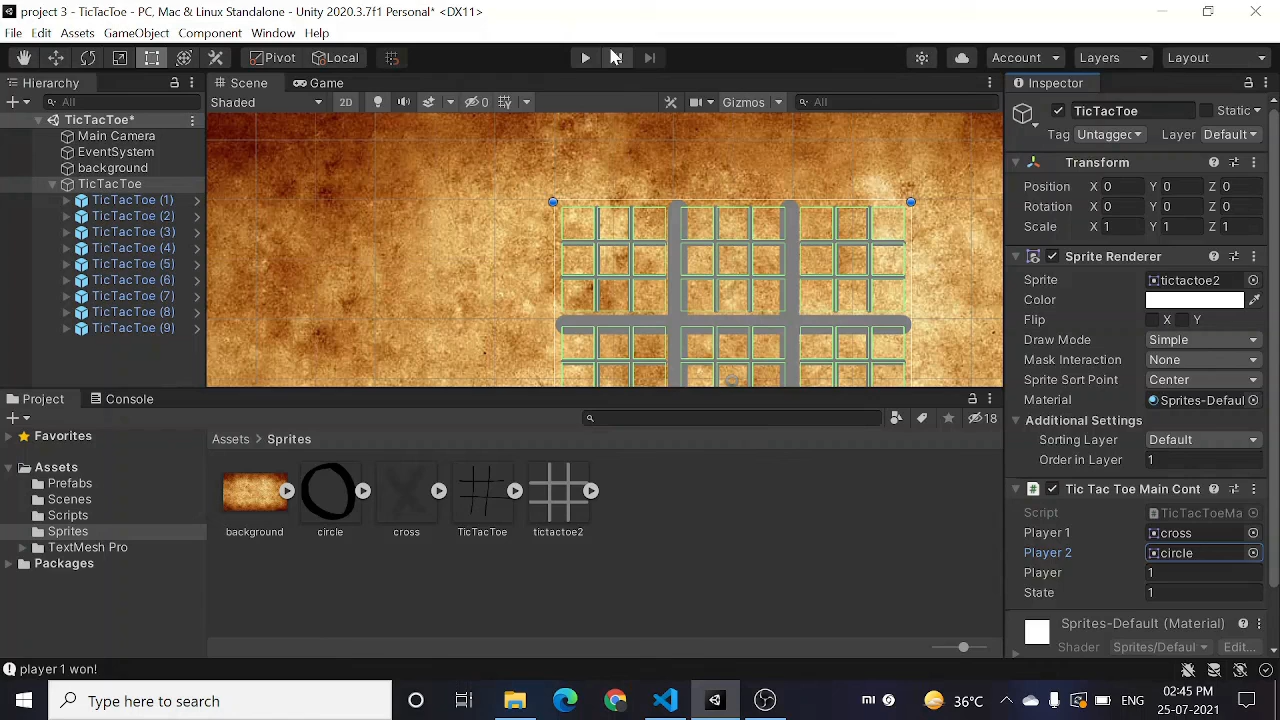 project 3 - TicTacToe - PC, Mac & Linux Standalone - Unity 2020.3.7f1 Personal* <DX11>
File Edit Assets GameObject Component Window Help
Pivot Local Account Layers Layout
Hierarchy Scene Game Inspector
All Shaded 2D 0 Gizmos All TicTacToe Static
TicTacToe*
Main Camera Tag Untagged Layer Default
EventSystem Transform
background Position X 0 Y 0 Z 0
TicTacToe Rotation X 0 Y 0 Z 0
TicTacToe (1) Scale X 1 Y 1 Z 1
TicTacToe (2)
TicTacToe (3) Sprite Renderer
TicTacToe (4) Sprite tictactoe2
TicTacToe (5) Color
TicTacToe (6) Flip X Y
TicTacToe (7) Draw Mode Simple
TicTacToe (8) Mask Interaction None
TicTacToe (9) Sprite Sort Point Center
Material Sprites-Defaul
Additional Settings
Sorting Layer Default
Order in Layer 1
Tic Tac Toe Main Cont
Script TicTacToeMa
Player 1 cross
Player 2 circle
Player 1
State 1
Sprites-Default (Material)
Shader Sprites/Defaul Edit...
Project Console
18
Favorites
Assets > Sprites
Assets
Prefabs
Scenes
Scripts
Sprites
TextMesh Pro
Packages
background circle cross TicTacToe tictactoe2
player 1 won!
Type here to search
mi 36°C ENG 02:45 PM
25-07-2021